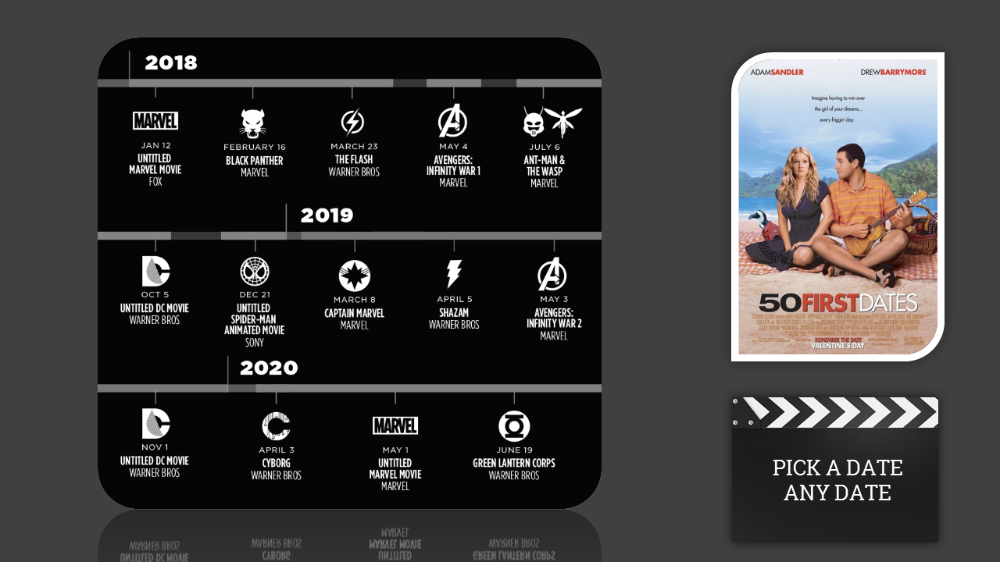 2018
MARVEL
JAN 12
UNTITLED
MARVEL MOVIE
FOX
FEBRUARY 16
BLACK PANTHER
MARVEL
MARCH 23
THE FLASH
WARNER BROS
MAY 4
AVENGERS:
INFINITY WAR 1
MARVEL
JULY 6
ANT-MAN &
THE WASP
MARVEL
2019
OCT 5
UNTITLED DC MOVIE
WARNER BROS
DEC 21
UNTITLED
SPIDER-MAN
ANIMATED MOVIE
SONY
MARCH 8
CAPTAIN MARVEL
MARVEL
APRIL 5
SHAZAM
WARNER BROS
MAY 3
AVENGERS:
INFINITY WAR 2
MARVEL
2020
NOV 1
UNTITLED DC MOVIE
WARNER BROS
APRIL 3
CYBORG
WARNER BROS
MARVEL
MAY 1
UNTITLED
MARVEL MOVIE
MARVEL
JUNE 19
GREEN LANTERN CORPS
WARNER BROS
ADAM SANDLER DREW BARRYMORE
Imagine having to win over
the girl of your dreams...
every friggin' day.
50 FIRST DATES
REMEMBER THE DATE
VALENTINE'S DAY
PICK A DATE
ANY DATE